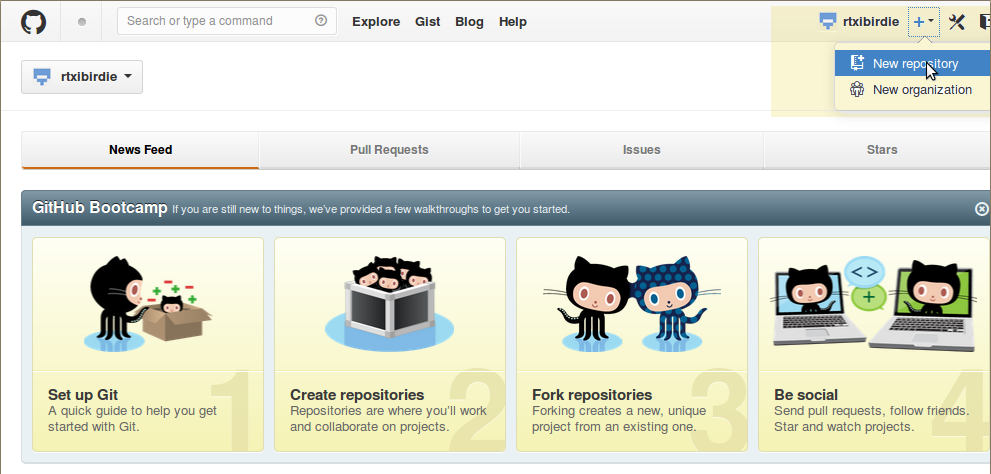 Search or type a command
Explore Gist Blog Help
rtxibirdie
New repository
New organization
rtxibirdie
News Feed
Pull Requests
Issues
Stars
GitHub Bootcamp If you are still new to things, we've provided a few walkthroughs to get you started.
1
Set up Git
A quick guide to help you get
started with Git.
2
Create repositories
Repositories are where you'll work
and collaborate on projects.
3
Fork repositories
Forking creates a new, unique
project from an existing one.
4
Be social
Send pull requests, follow friends.
Star and watch projects.